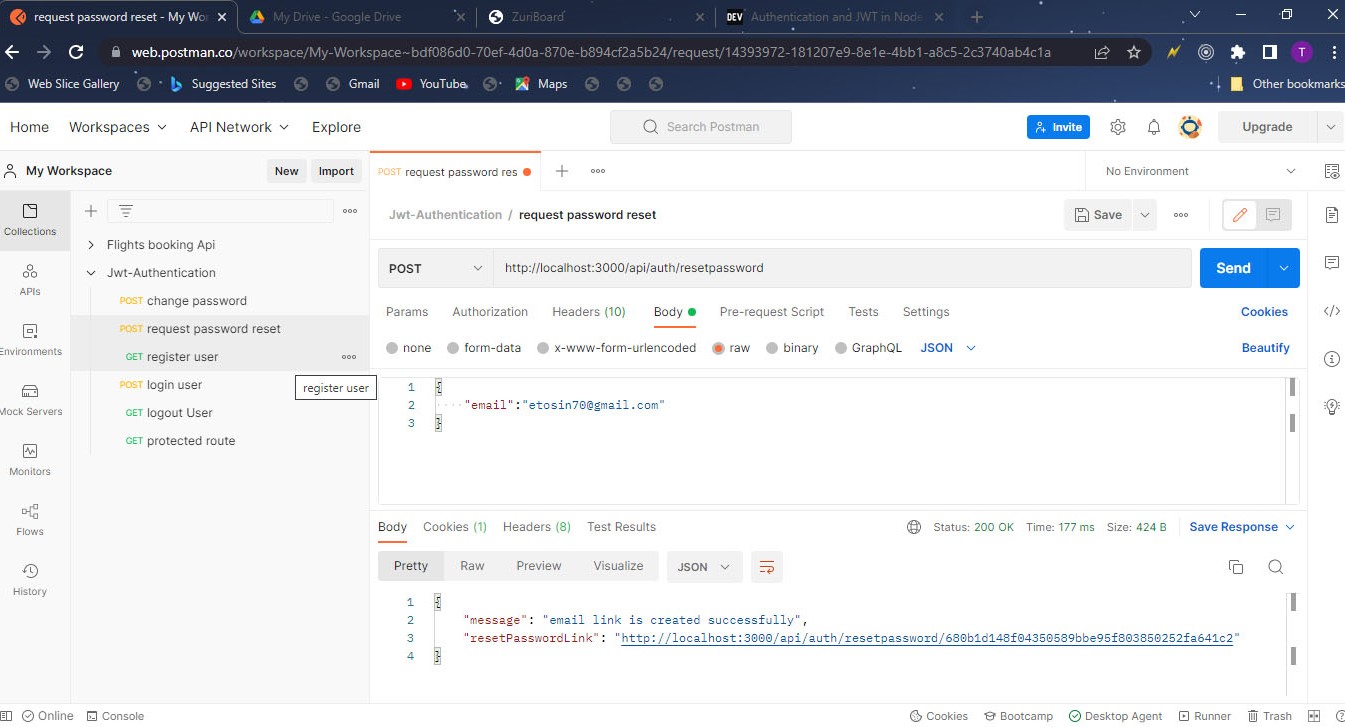 request password reset - My Wo
My Drive - Google Drive
ZuriBoard
DEV Authentication and JWT in Node
web.postman.co/workspace/My-Workspace~bdf086d0-70ef-4d0a-870e-b894cf2a5b24/request/14393972-181207e9-8e1e-4bb1-a8c5-2c3740ab4c1a
T
Web Slice Gallery
Suggested Sites
Gmail
YouTube
Maps
Other bookmarks
Home
Workspaces
API Network
Explore
Search Postman
Invite
Upgrade
My Workspace
New
Import
POST request password res
No Environment
Collections
APIs
Environments
Mock Servers
Monitors
Flows
History
Flights booking Api
Jwt-Authentication
POST change password
POST request password reset
GET register user
register user
POST login user
GET logout User
GET protected route
Jwt-Authentication / request password reset
Save
POST
http://localhost:3000/api/auth/resetpassword
Send
Params
Authorization
Headers (10)
Body
Pre-request Script
Tests
Settings
Cookies
none
form-data
x-www-form-urlencoded
raw
binary
GraphQL
JSON
Beautify
1 {
2 "email":"etosin70@gmail.com"
3 }
Body
Cookies (1)
Headers (8)
Test Results
Status: 200 OK
Time: 177 ms
Size: 424 B
Save Response
Pretty
Raw
Preview
Visualize
JSON
1 {
2 "message": "email link is created successfully",
3 "resetPasswordLink": "http://localhost:3000/api/auth/resetpassword/680b1d148f04350589bbe95f803850252fa641c2"
4 }
Online
Console
Cookies
Bootcamp
Desktop Agent
Runner
Trash